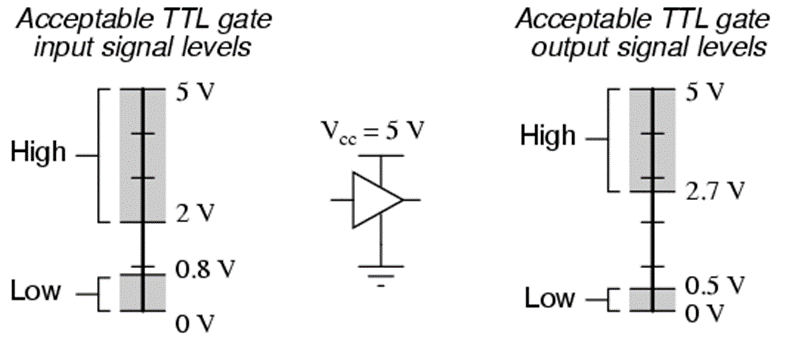 Acceptable TTL gate
input signal levels
High
5 V
2 V
Low
0.8 V
0 V
Vcc = 5 V
Acceptable TTL gate
output signal levels
High
5 V
2.7 V
Low
0.5 V
0 V